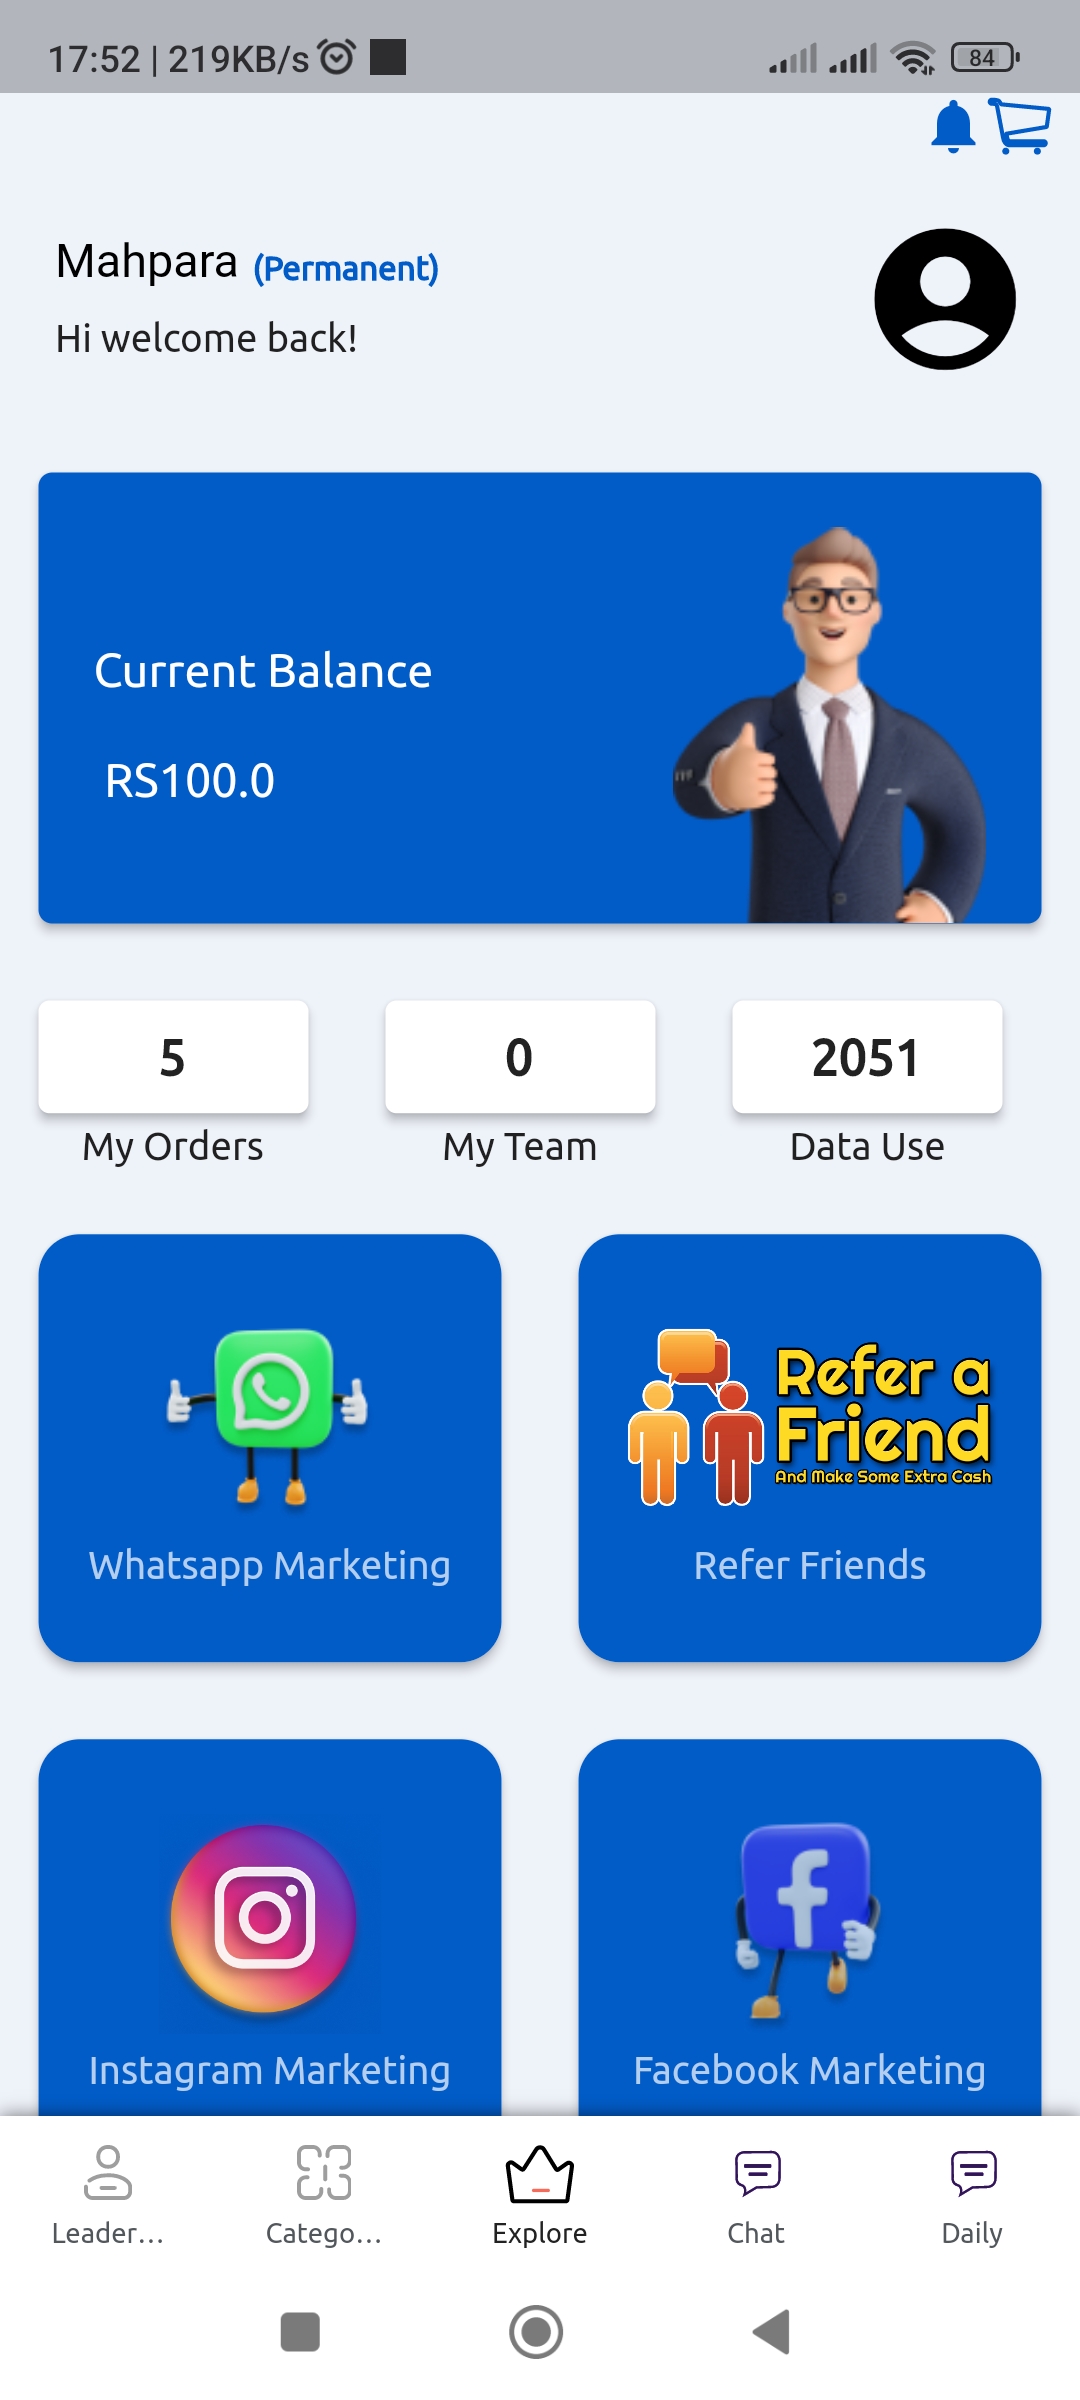 17:52 | 219KB/s
84
Mahpara (Permanent)
Hi welcome back!
Current Balance
RS100.0
5
0
2051
My Orders
My Team
Data Use
Refer a
Friend
And Make Some Extra Cash
Whatsapp Marketing
Refer Friends
Instagram Marketing
Facebook Marketing
Leader...
Catego...
Explore
Chat
Daily